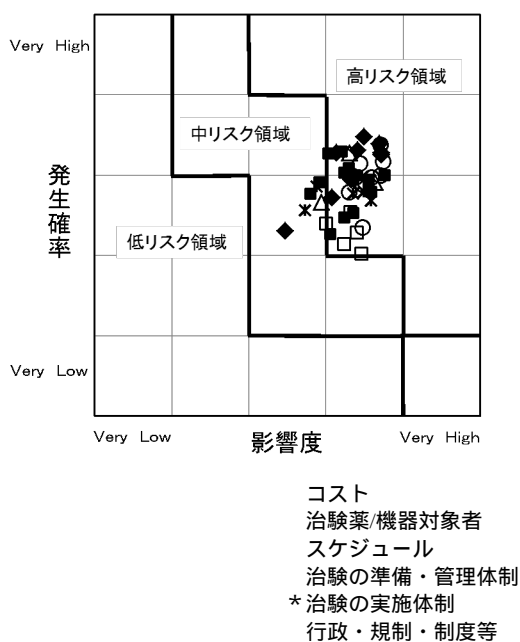 Very High
高リスク領域
中リスク領域
発生確率
低リスク領域
Very Low
Very Low
影響度
Very High
コスト
治験薬/機器対象者
スケジュール
治験の準備・管理体制
*治験の実施体制
行政・規制・制度等